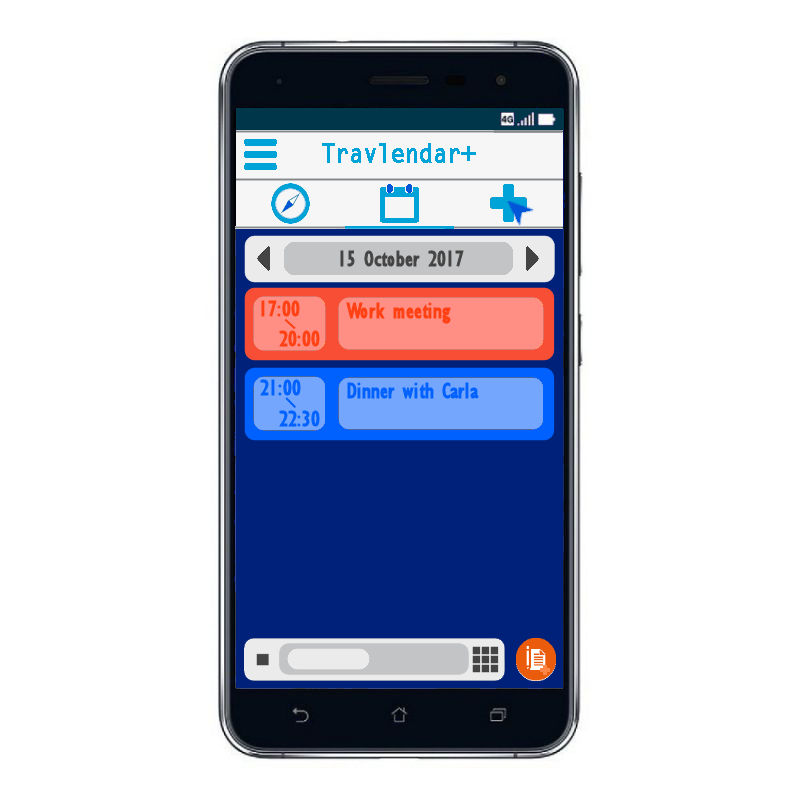 4G
Travlendar+
15 October 2017
17:00
20:00
Work meeting
21:00
22:30
Dinner with Carla